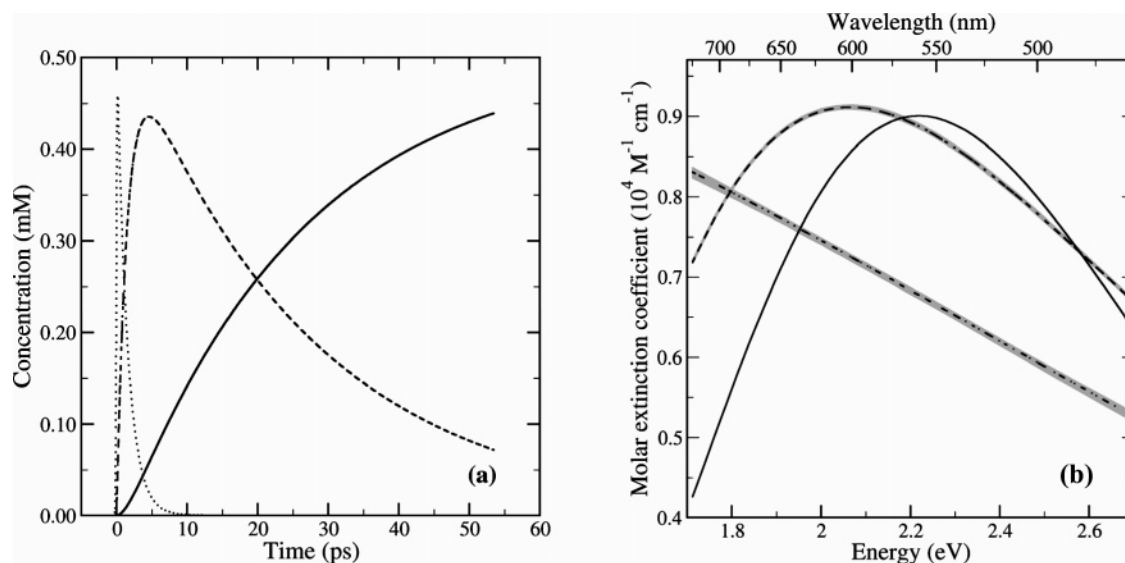 0.50
0.40
0.30
0.20
0.10
0.00
Concentration (mM)
0 10 20 30 40 50 60
Time (ps)
(a)
Wavelength (nm)
700 650 600 550 500
0.9
0.8
0.7
0.6
0.5
0.4
Molar extinction coefficient (10⁴ M⁻¹ cm⁻¹)
1.8 2 2.2 2.4 2.6
Energy (eV)
(b)